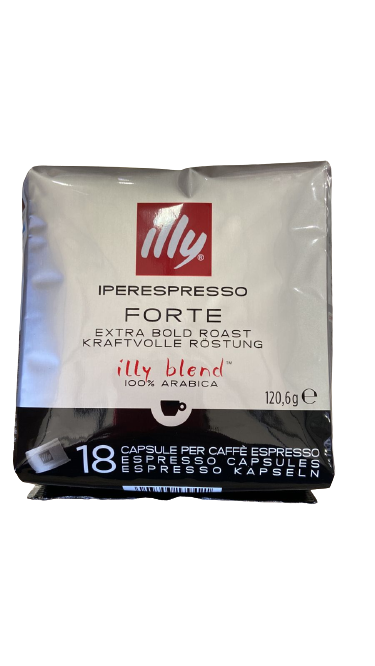 illy®
IPERESPRESSO
FORTE
EXTRA BOLD ROAST
KRAFTVOLLE RÖSTUNG
illy blend™
100% ARABICA
120,6g ℮
18 CAPSULE PER CAFFÈ ESPRESSO
ESPRESSO CAPSULES
ESPRESSO KAPSELN